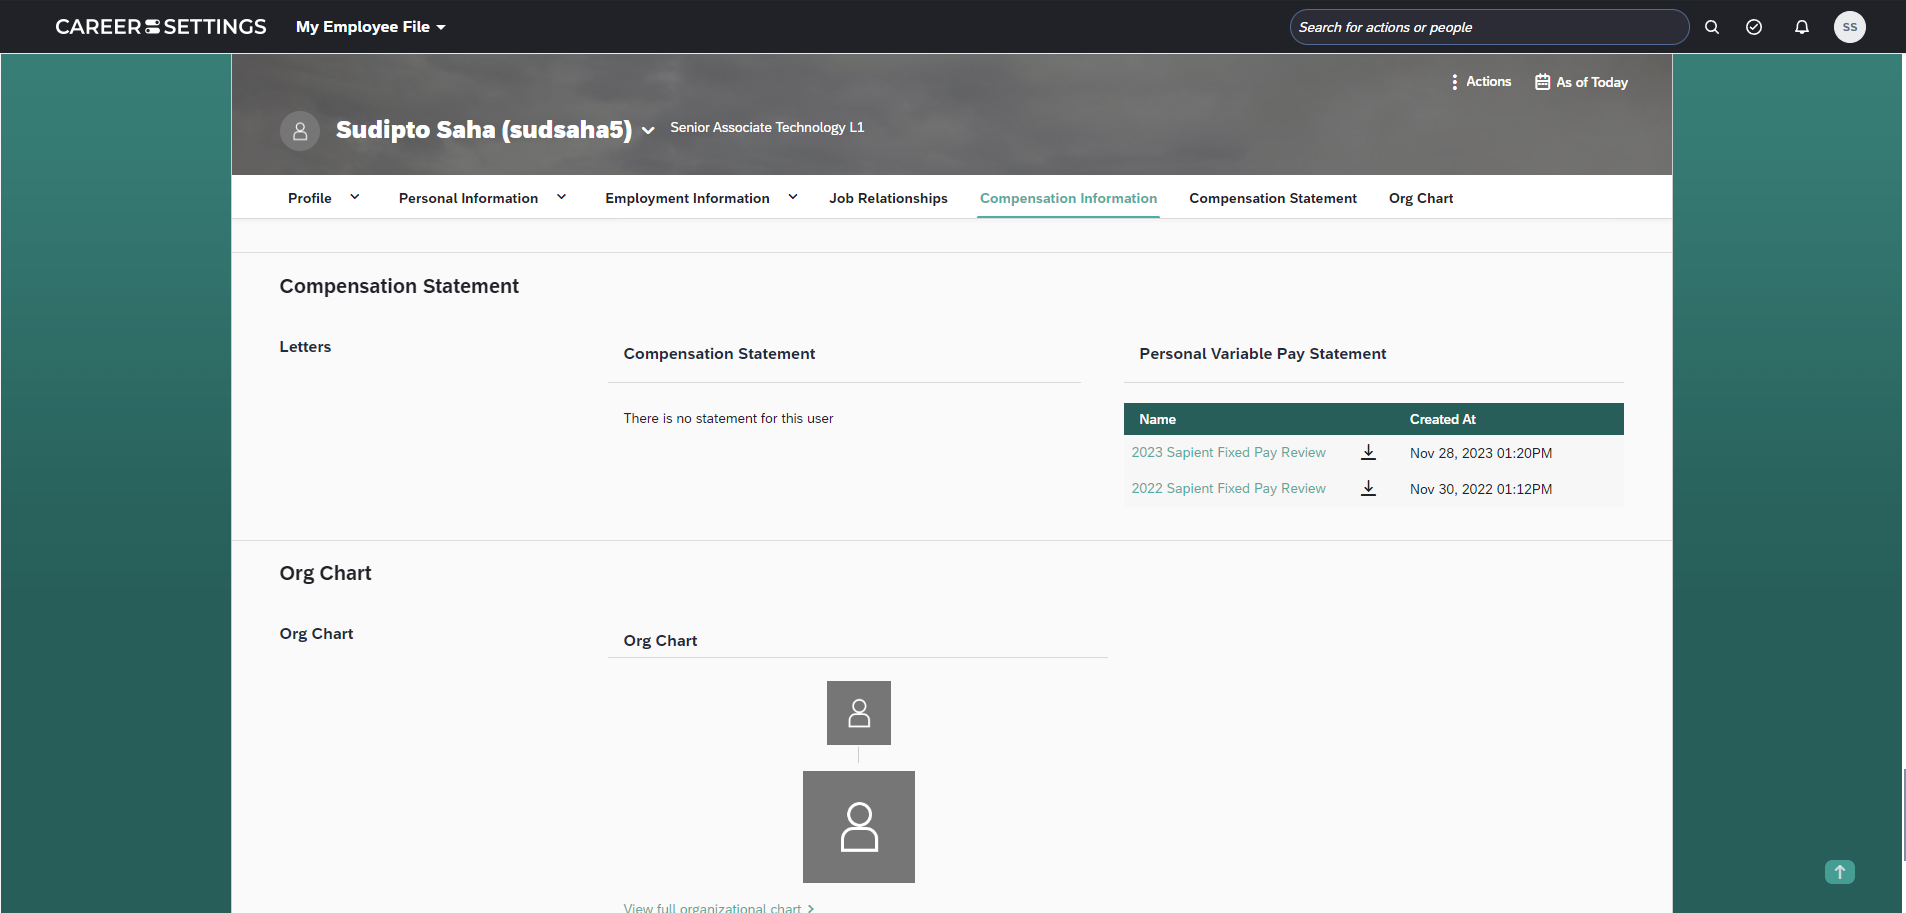 CAREER SETTINGS
My Employee File
Search for actions or people
SS
Actions
As of Today
Sudipto Saha (sudsaha5)
Senior Associate Technology L1
Profile
Personal Information
Employment Information
Job Relationships
Compensation Information
Compensation Statement
Org Chart
Compensation Statement
Letters
Compensation Statement
There is no statement for this user
Personal Variable Pay Statement
Name Created At
2023 Sapient Fixed Pay Review Nov 28, 2023 01:20PM
2022 Sapient Fixed Pay Review Nov 30, 2022 01:12PM
Org Chart
Org Chart
Org Chart
View full organizational chart